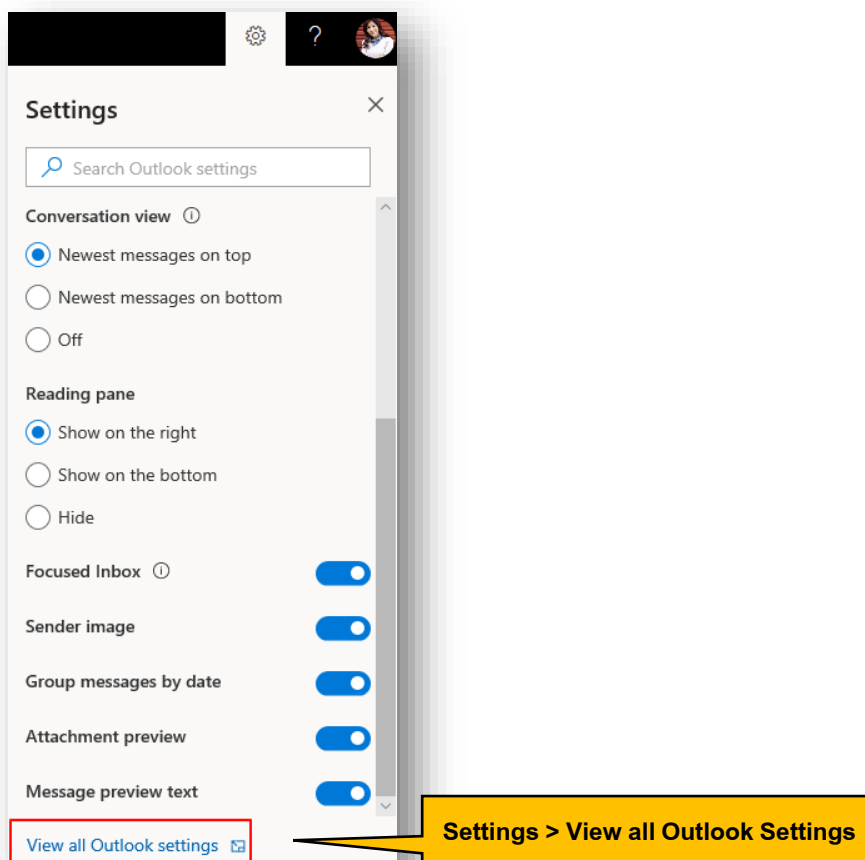 ?
Settings
Search Outlook settings
Conversation view
Newest messages on top
Newest messages on bottom
Off
Reading pane
Show on the right
Show on the bottom
Hide
Focused Inbox
Sender image
Group messages by date
Attachment preview
Message preview text
View all Outlook settings
Settings > View all Outlook Settings